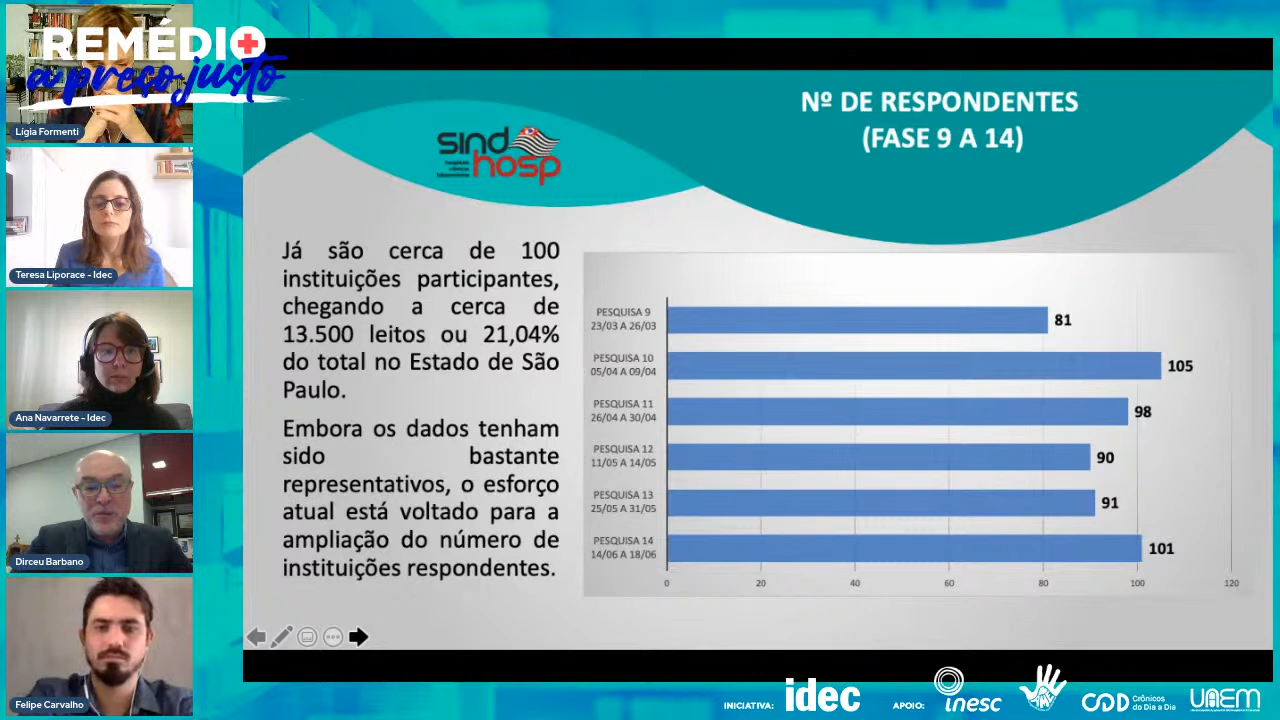 REMÉDIO
a preço justo
Lígia Formenti
Teresa Liporace - Idec
Ana Navarrete - Idec
Dirceu Barbano
Felipe Carvalho
sind
hosp
Nº DE RESPONDENTES
(FASE 9 A 14)
Já são cerca de 100
instituições participantes,
chegando a cerca de
13.500 leitos ou 21,04%
do total no Estado de São
Paulo.
Embora os dados tenham
sido bastante
representativos, o esforço
atual está voltado para a
ampliação do número de
instituições respondentes.
PESQUISA 9
23/03 A 26/03
81
PESQUISA 10
05/04 A 09/04
105
PESQUISA 11
26/04 A 30/04
98
PESQUISA 12
11/05 A 14/05
90
PESQUISA 13
25/05 A 31/05
91
PESQUISA 14
14/06 A 18/06
101
0 20 40 60 80 100 120
INICIATIVA: idec
APOIO: inesc
Crônicos
do Dia a Dia
UAEM